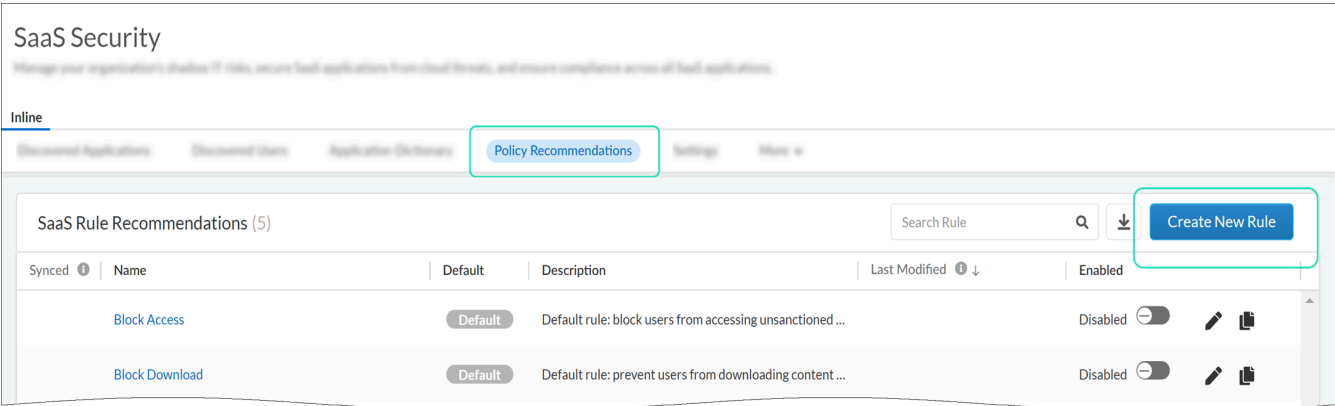 SaaS Security
Inline
Policy Recommendations
SaaS Rule Recommendations (5)
Search Rule
Create New Rule
Synced Name Default Description Last Modified Enabled
Block Access Default Default rule: block users from accessing unsanctioned ... Disabled
Block Download Default Default rule: prevent users from downloading content ... Disabled